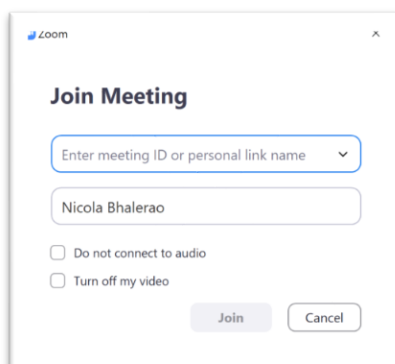 Zoom
Join Meeting
Enter meeting ID or personal link name
Nicola Bhalerao
Do not connect to audio
Turn off my video
Join Cancel